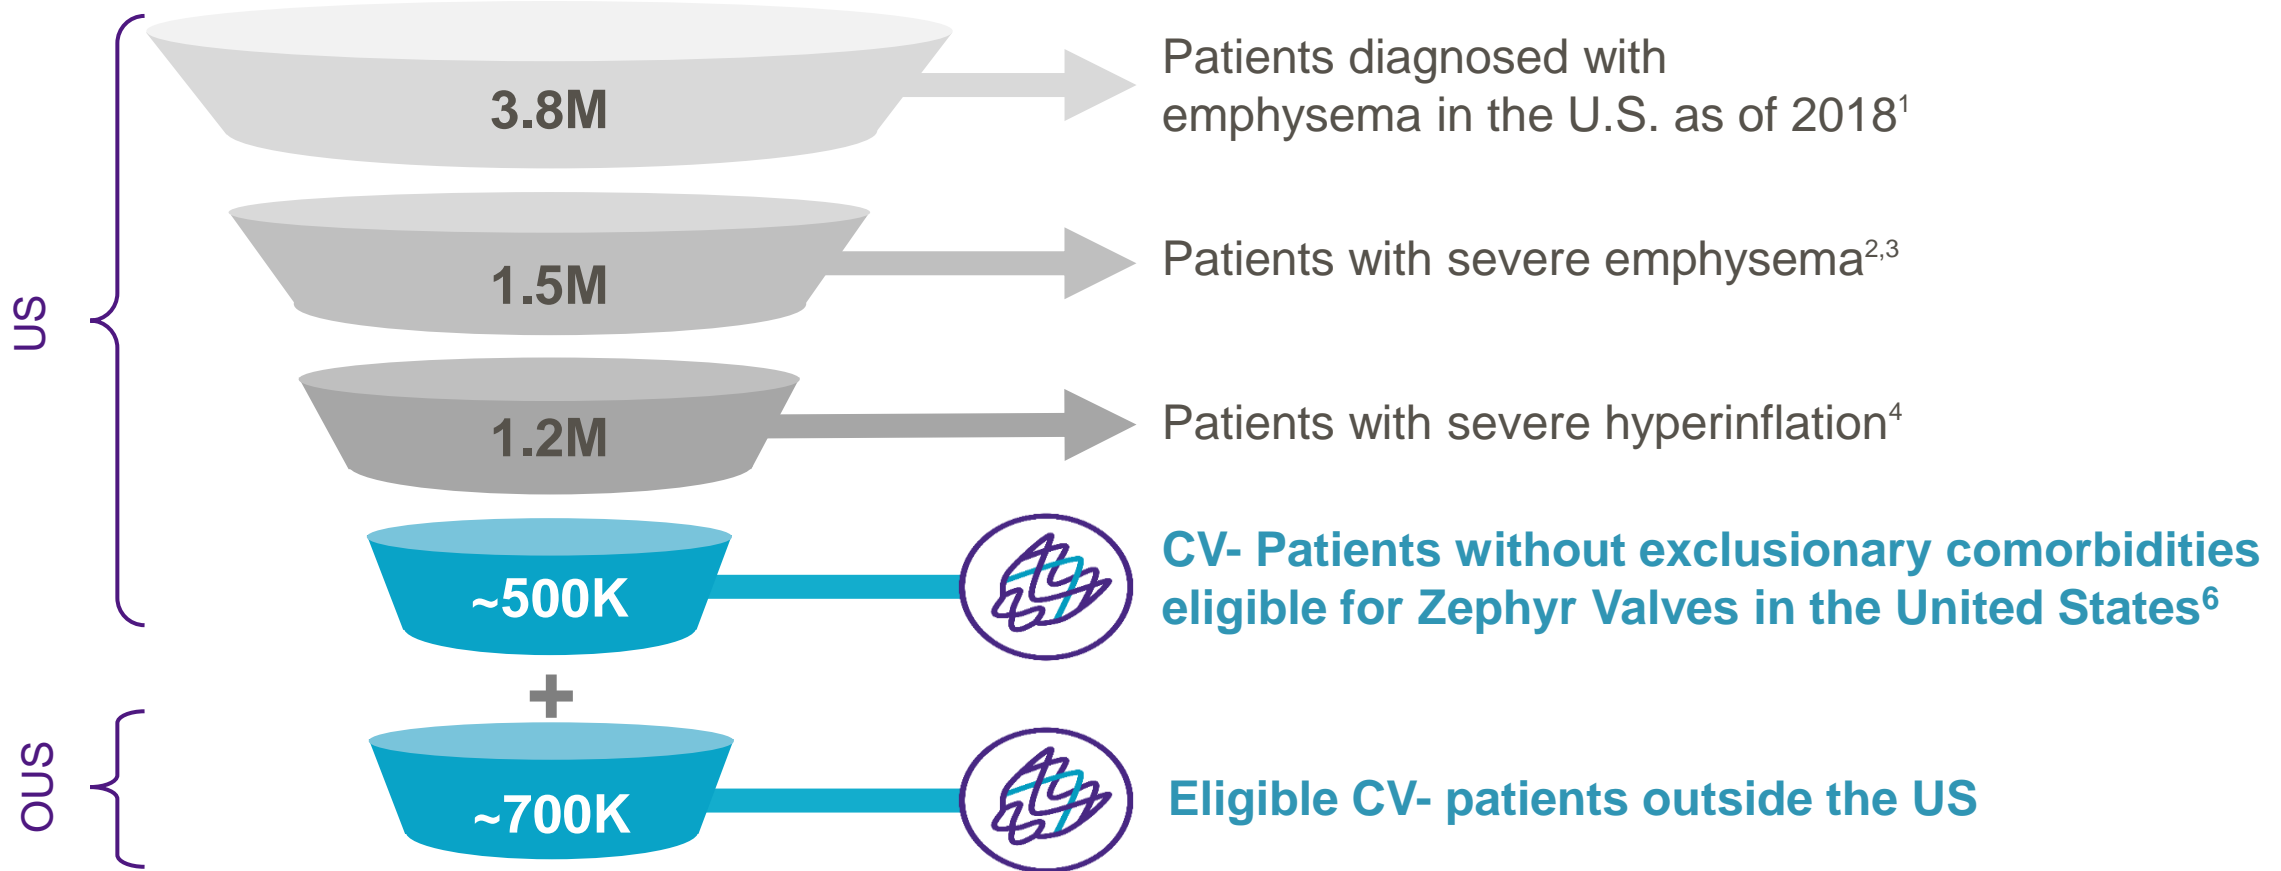 US
3.8M
Patients diagnosed with
emphysema in the U.S. as of 2018¹
1.5M
Patients with severe emphysema²,³
1.2M
Patients with severe hyperinflation⁴
~500K
CV- Patients without exclusionary comorbidities
eligible for Zephyr Valves in the United States⁶
+
OUS
~700K
Eligible CV- patients outside the US